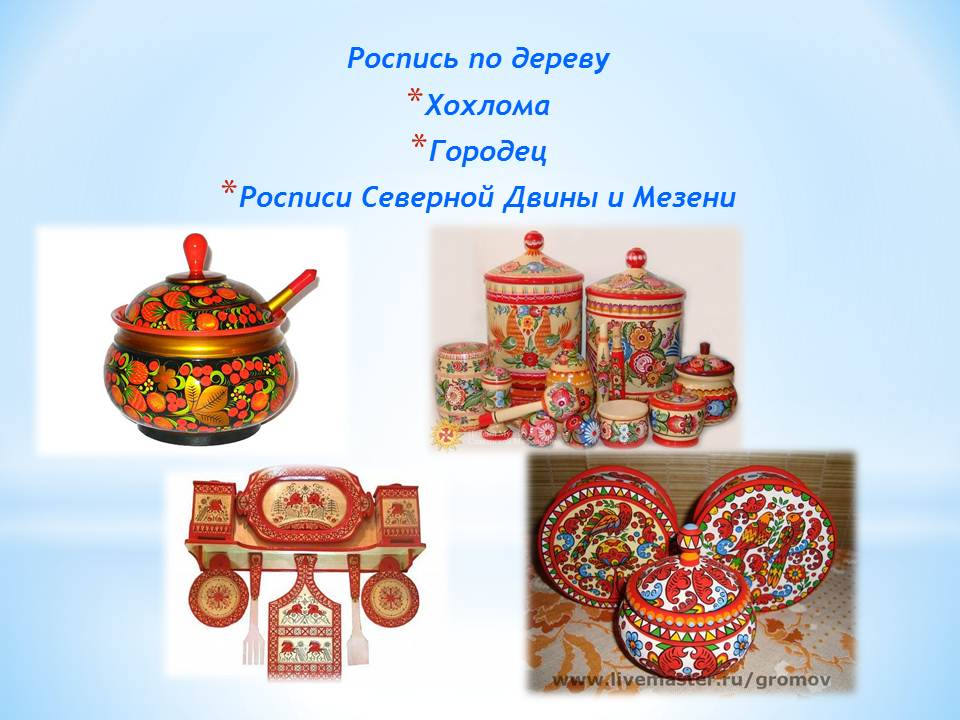 Роспись по дереву
* Хохлома
* Городец
* Росписи Северной Двины и Мезени
www.livemaster.ru/gromov